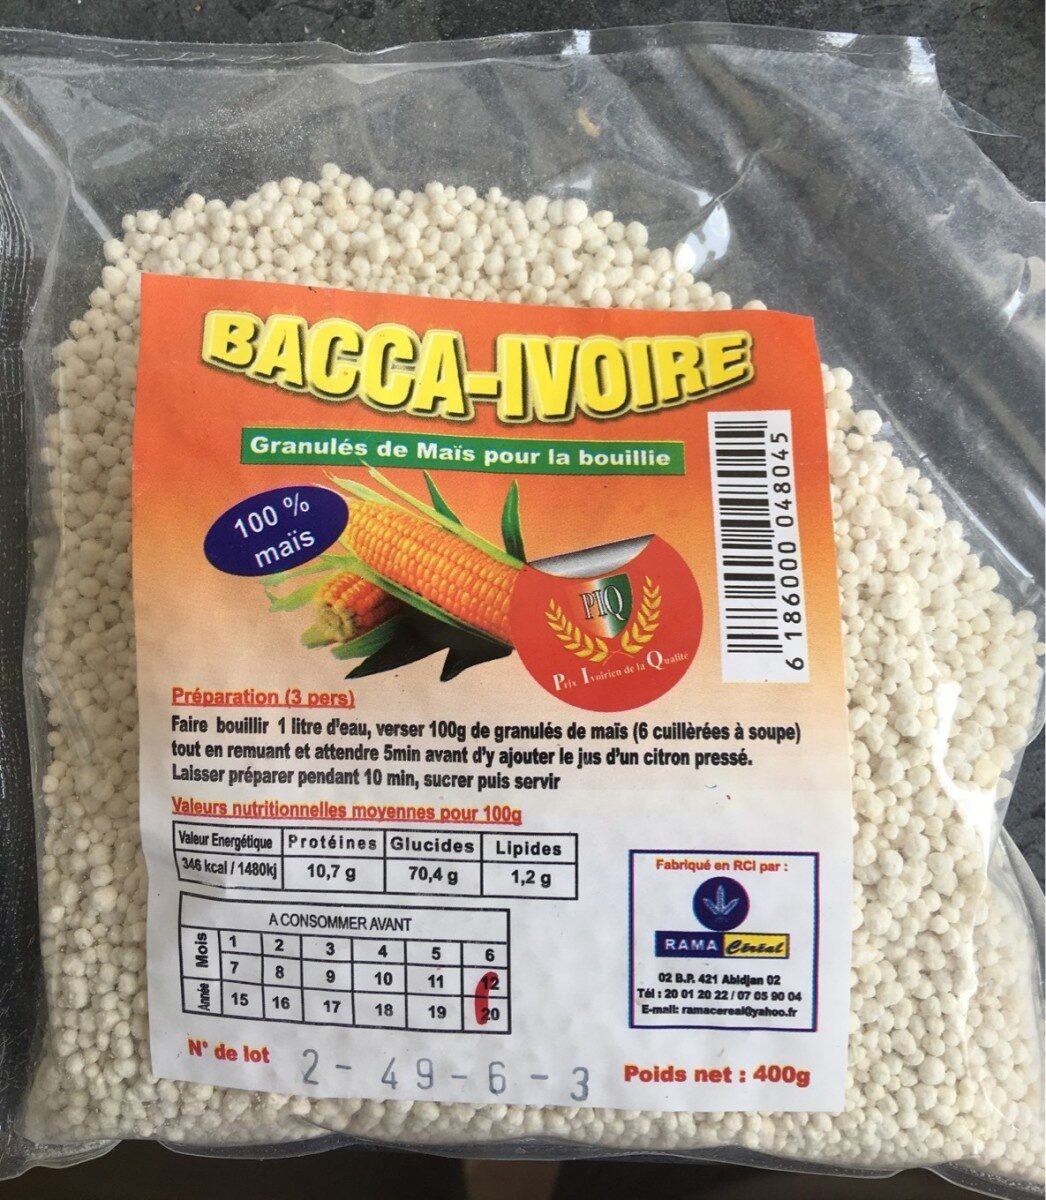 BACCA-IVOIRE
Granulés de Maïs pour la bouillie
100 %
maïs
PIQ
Prix Ivoirien de la Qualité
6 186000 048045
Préparation (3 pers)
Faire bouillir 1 litre d'eau, verser 100g de granulés de maïs (6 cuillèrées à soupe)
tout en remuant et attendre 5min avant d'y ajouter le jus d'un citron pressé.
Laisser préparer pendant 10 min, sucrer puis servir
Valeurs nutritionnelles moyennes pour 100g
Valeur Energétique Protéines Glucides Lipides
346 kcal / 1480kj 10,7 g 70,4 g 1,2 g
A CONSOMMER AVANT
Mois 1 2 3 4 5 6
7 8 9 10 11 12
Année 15 16 17 18 19 20
N° de lot 2-49-6-3
Fabriqué en RCI par :
RAMA Céréal
02 B.P. 421 Abidjan 02
Tél : 20 01 20 22 / 07 05 90 04
E-mail: ramacereal@yahoo.fr
Poids net : 400g